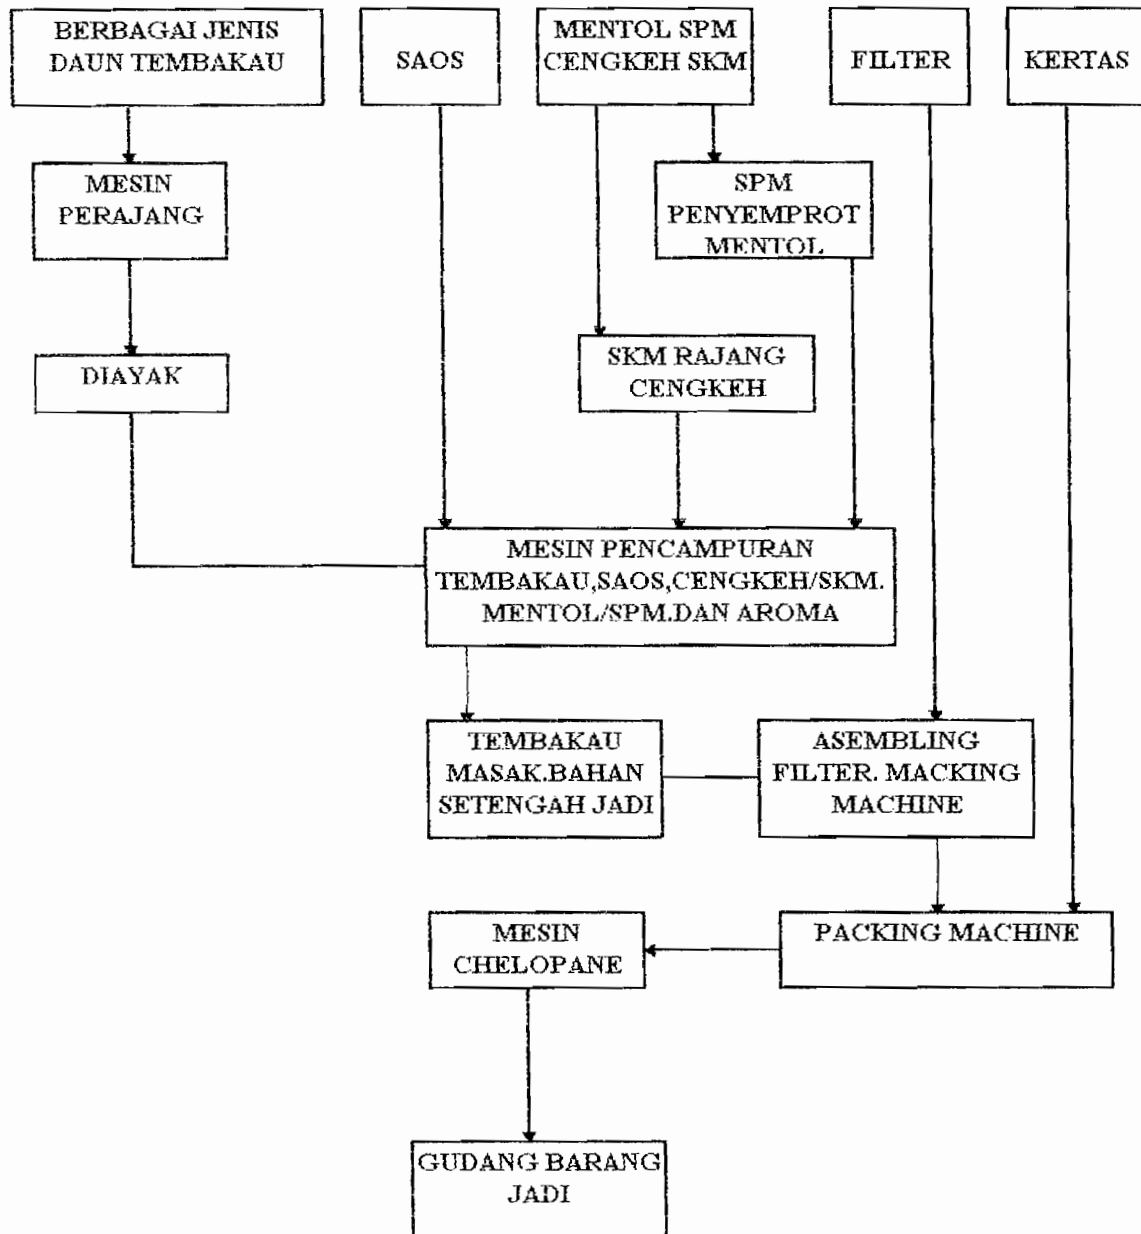 BERBAGAI JENIS
DAUN TEMBAKAU
SAOS
MENTOL SPM
CENGKEH SKM
FILTER
KERTAS
MESIN
PERAJANG
SPM
PENYEMPROT
MENTOL
DIAYAK
SKM RAJANG
CENGKEH
MESIN PENCAMPURAN
TEMBAKAU,SAOS,CENGKEH/SKM.
MENTOL/SPM.DAN AROMA
TEMBAKAU
MASAK.BAHAN
SETENGAH JADI
ASEMBLING
FILTER. MACKING
MACHINE
MESIN
CHELOPANE
PACKING MACHINE
GUDANG BARANG
JADI